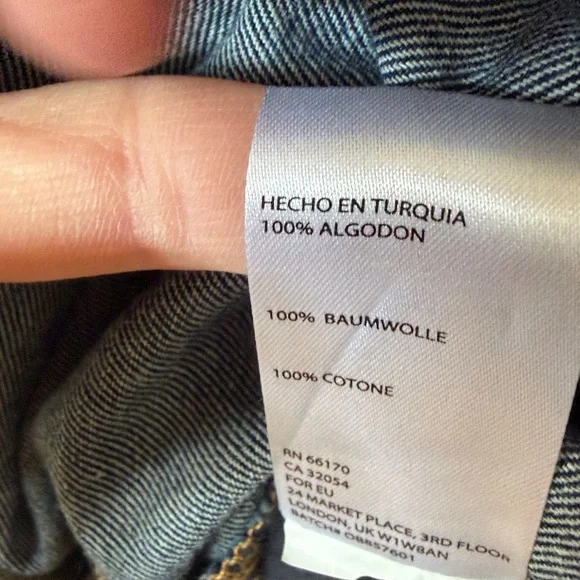 HECHO EN TURQUIA
100% ALGODON
100% BAUMWOLLE
100% COTONE
RN 66170
CA 32054
FOR EU
24 MARKET PLACE, 3RD FLOOR
LONDON, UK W1W8AN
BATCH# OB857601